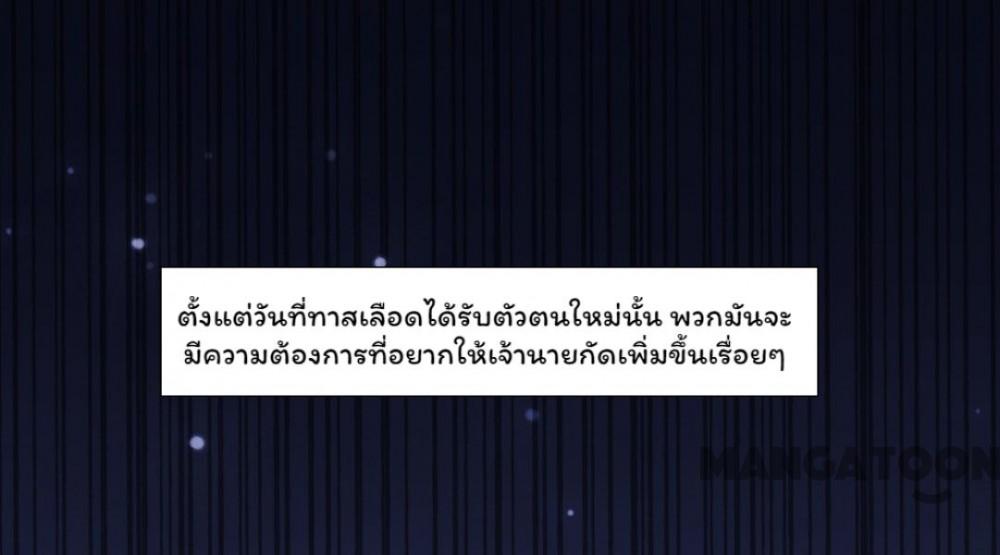 ตั้งแต่วันที่ทาสเลือดได้รับตัวตนใหม่นั้น พวกมันจะ
มีความต้องการที่อยากให้เจ้านายกัดเพิ่มขึ้นเรื่อยๆ
MANGATOON